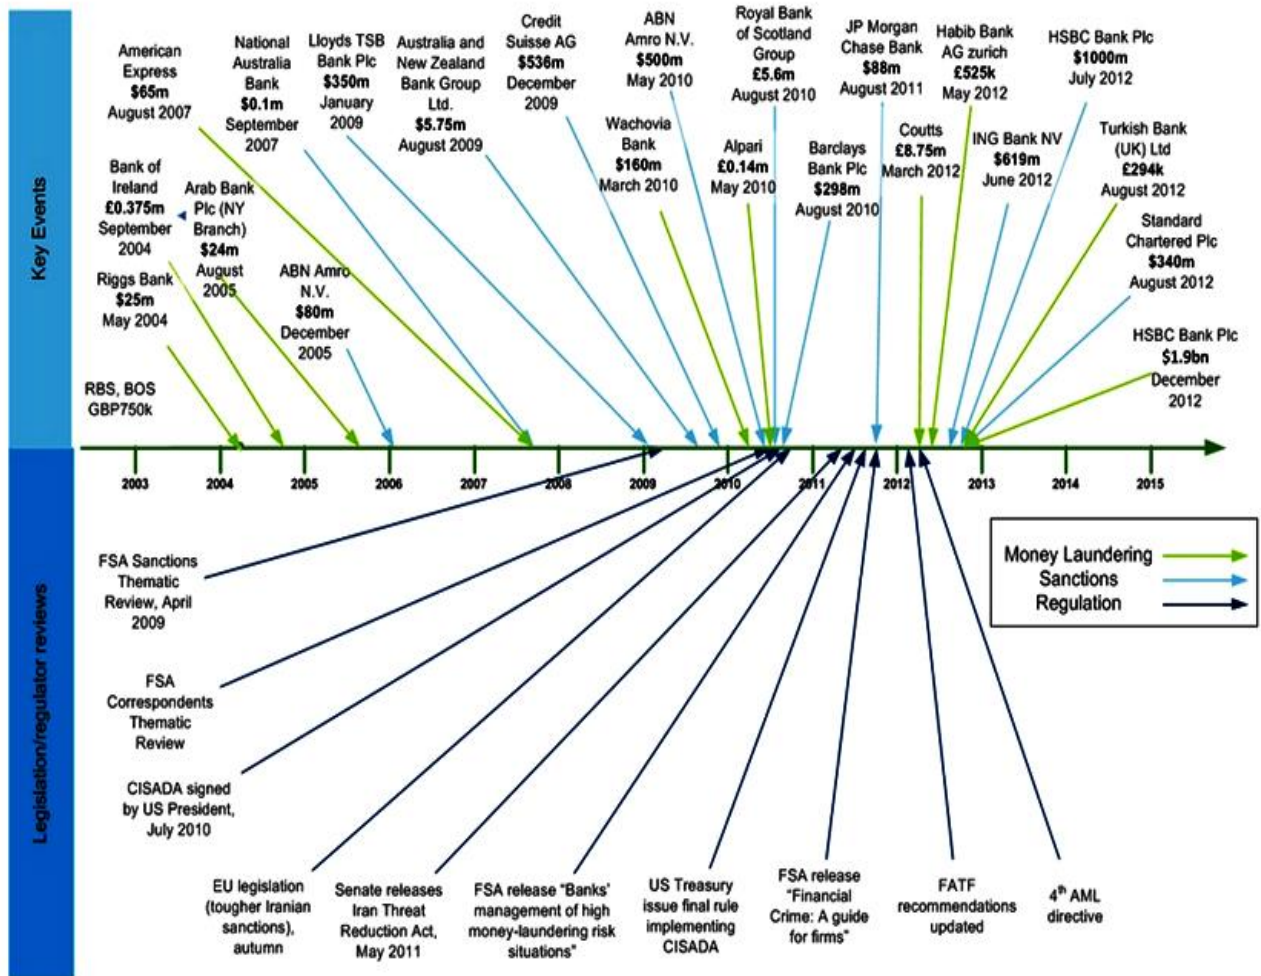 Key Events
American
Express
$65m
August 2007
National
Australia
Bank
$0.1m
September
2007
Lloyds TSB
Bank Plc
$350m
January
2009
Australia and
New Zealand
Bank Group
Ltd.
$5.75m
August 2009
Credit
Suisse AG
$536m
December
2009
ABN
Amro N.V.
$500m
May 2010
Royal Bank
of Scotland
Group
£5.6m
August 2010
JP Morgan
Chase Bank
$88m
August 2011
Habib Bank
AG zurich
£525k
May 2012
HSBC Bank Plc
$1000m
July 2012
Bank of
Ireland
£0.375m
September
2004
Arab Bank
Plc (NY
Branch)
$24m
August
2005
Wachovia
Bank
$160m
March 2010
Alpari
£0.14m
May 2010
Barclays
Bank Plc
$298m
August 2010
Coutts
£8.75m
March 2012
ING Bank NV
$619m
June 2012
Turkish Bank
(UK) Ltd
£294k
August 2012
Riggs Bank
$25m
May 2004
ABN Amro
N.V.
$80m
December
2005
Standard
Chartered Plc
$340m
August 2012
HSBC Bank Plc
$1.9bn
December
2012
RBS, BOS
GBP750k
2003
2004
2005
2006
2007
2008
2009
2010
2011
2012
2013
2014
2015
Money Laundering
Sanctions
Regulation
Legislation/regulator reviews
FSA Sanctions
Thematic
Review, April
2009
FSA
Correspondents
Thematic
Review
CISADA signed
by US President,
July 2010
EU legislation
(tougher Iranian
sanctions),
autumn
Senate releases
Iran Threat
Reduction Act,
May 2011
FSA release “Banks’
management of high
money-laundering risk
situations”
US Treasury
issue final rule
implementing
CISADA
FSA release
“Financial
Crime: A guide
for firms”
FATF
recommendations
updated
4th AML
directive